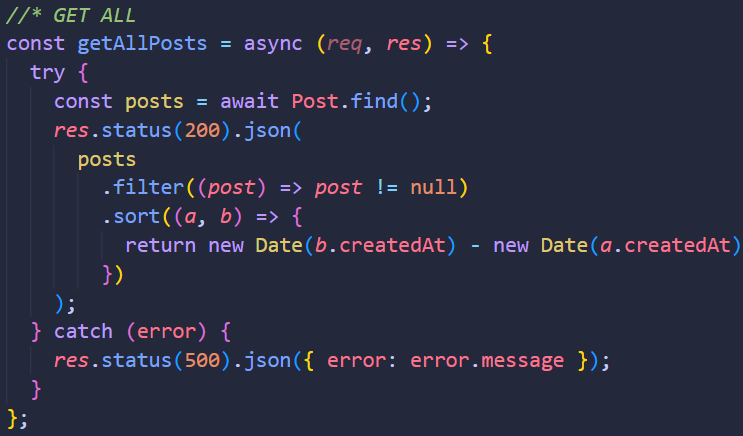 //* GET ALL
const getAllPosts = async (req, res) => {
  try {
    const posts = await Post.find();
    res.status(200).json(
      posts
        .filter((post) => post != null)
        .sort((a, b) => {
          return new Date(b.createdAt) - new Date(a.createdAt)
        })
    );
  } catch (error) {
    res.status(500).json({ error: error.message });
  }
};